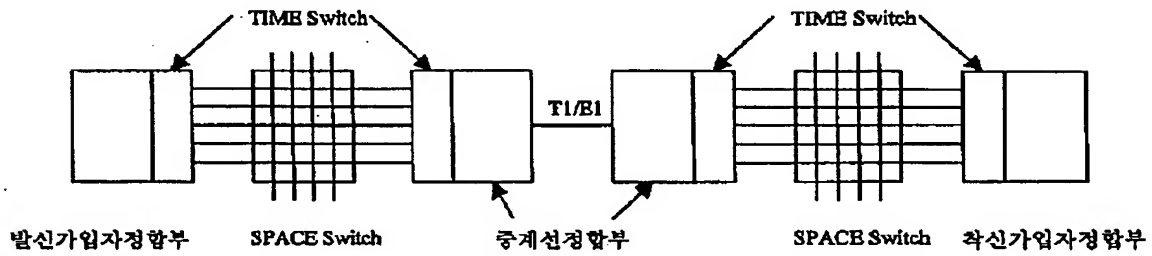 TIME Switch
TIME Switch
T1/E1
발신가입자정합부
SPACE Switch
중계선정합부
SPACE Switch
착신가입자정합부